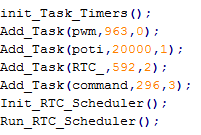 init_Task_Timers();
Add_Task(pwm,963,0);
Add_Task(poti,20000,1);
Add_Task(RTC_,592,2);
Add_Task(command,296,3);
Init_RTC_Scheduler();
Run_RTC_Scheduler();